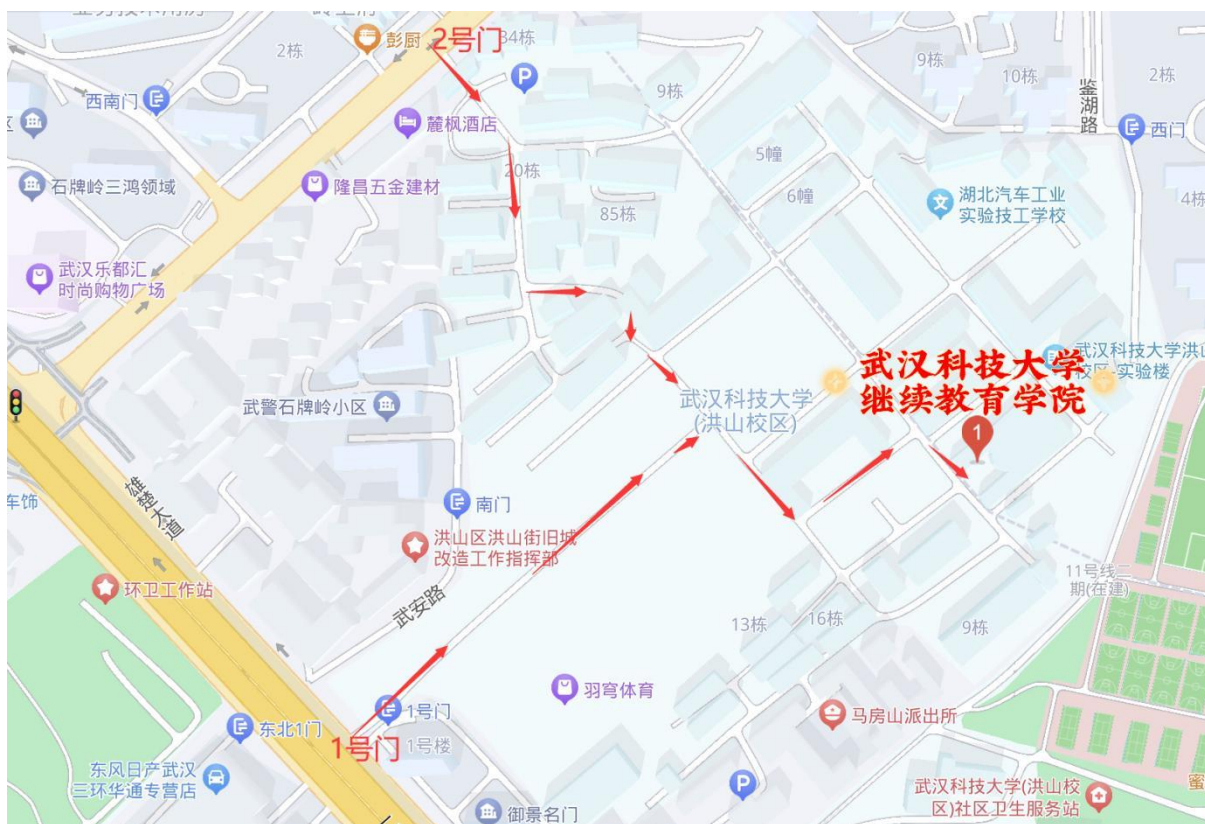 2栋
彭厨
2号门
34栋
P
西南门
9栋
9栋
10栋
2栋
鉴湖路
西门
区
麓枫酒店
5幢
石牌岭三鸿领域
隆昌五金建材
20栋
85栋
6幢
湖北汽车工业
实验技工学校
4栋
武汉乐都汇
时尚购物广场
武警石牌岭小区
武汉科技大学
(洪山校区)
武汉科技大学
继续教育学院
1
武汉科技大学洪山
校区-实验楼
车饰
雄楚大道
南门
洪山区洪山街旧城
改造工作指挥部
环卫工作站
武安路
11号线二
期(在建)
13栋
16栋
9栋
羽穹体育
马房山派出所
1号门
东北1门
1号门
1号楼
东风日产武汉
三环华通专营店
P
御景名门
武汉科技大学(洪山校
区)社区卫生服务站
蜜